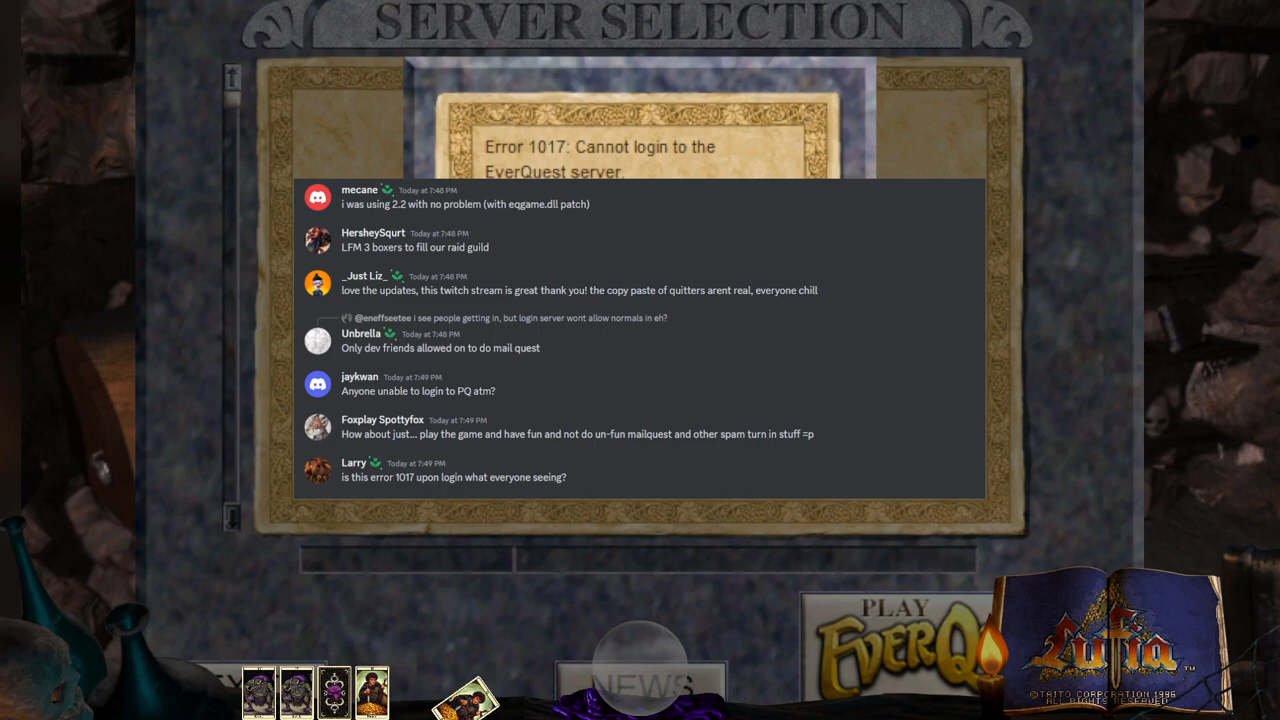 SERVER SELECTION
Error 1017: Cannot login to the
EverQuest server.
mecane Today at 7:48 PM
i was using 2.2 with no problem (with eqgame.dll patch)
HersheySqurt Today at 7:48 PM
LFM 3 boxers to fill our raid guild
_Just Liz_ Today at 7:48 PM
love the updates, this twitch stream is great thank you! the copy paste of quitters arent real, everyone chill
@eneffseetee i see people getting in, but login server wont allow normals in eh?
Unbrella Today at 7:48 PM
Only dev friends allowed on to do mail quest
jaykwan Today at 7:49 PM
Anyone unable to login to PQ atm?
Foxplay Spottyfox Today at 7:49 PM
How about just... play the game and have fun and not do un-fun mailquest and other spam turn in stuff =p
Larry Today at 7:49 PM
is this error 1017 upon login what everyone seeing?
PLAY
EVERQ
NEWS
Lufia ™
©TAITO CORPORATION 1996
ALL RIGHTS RESERVED